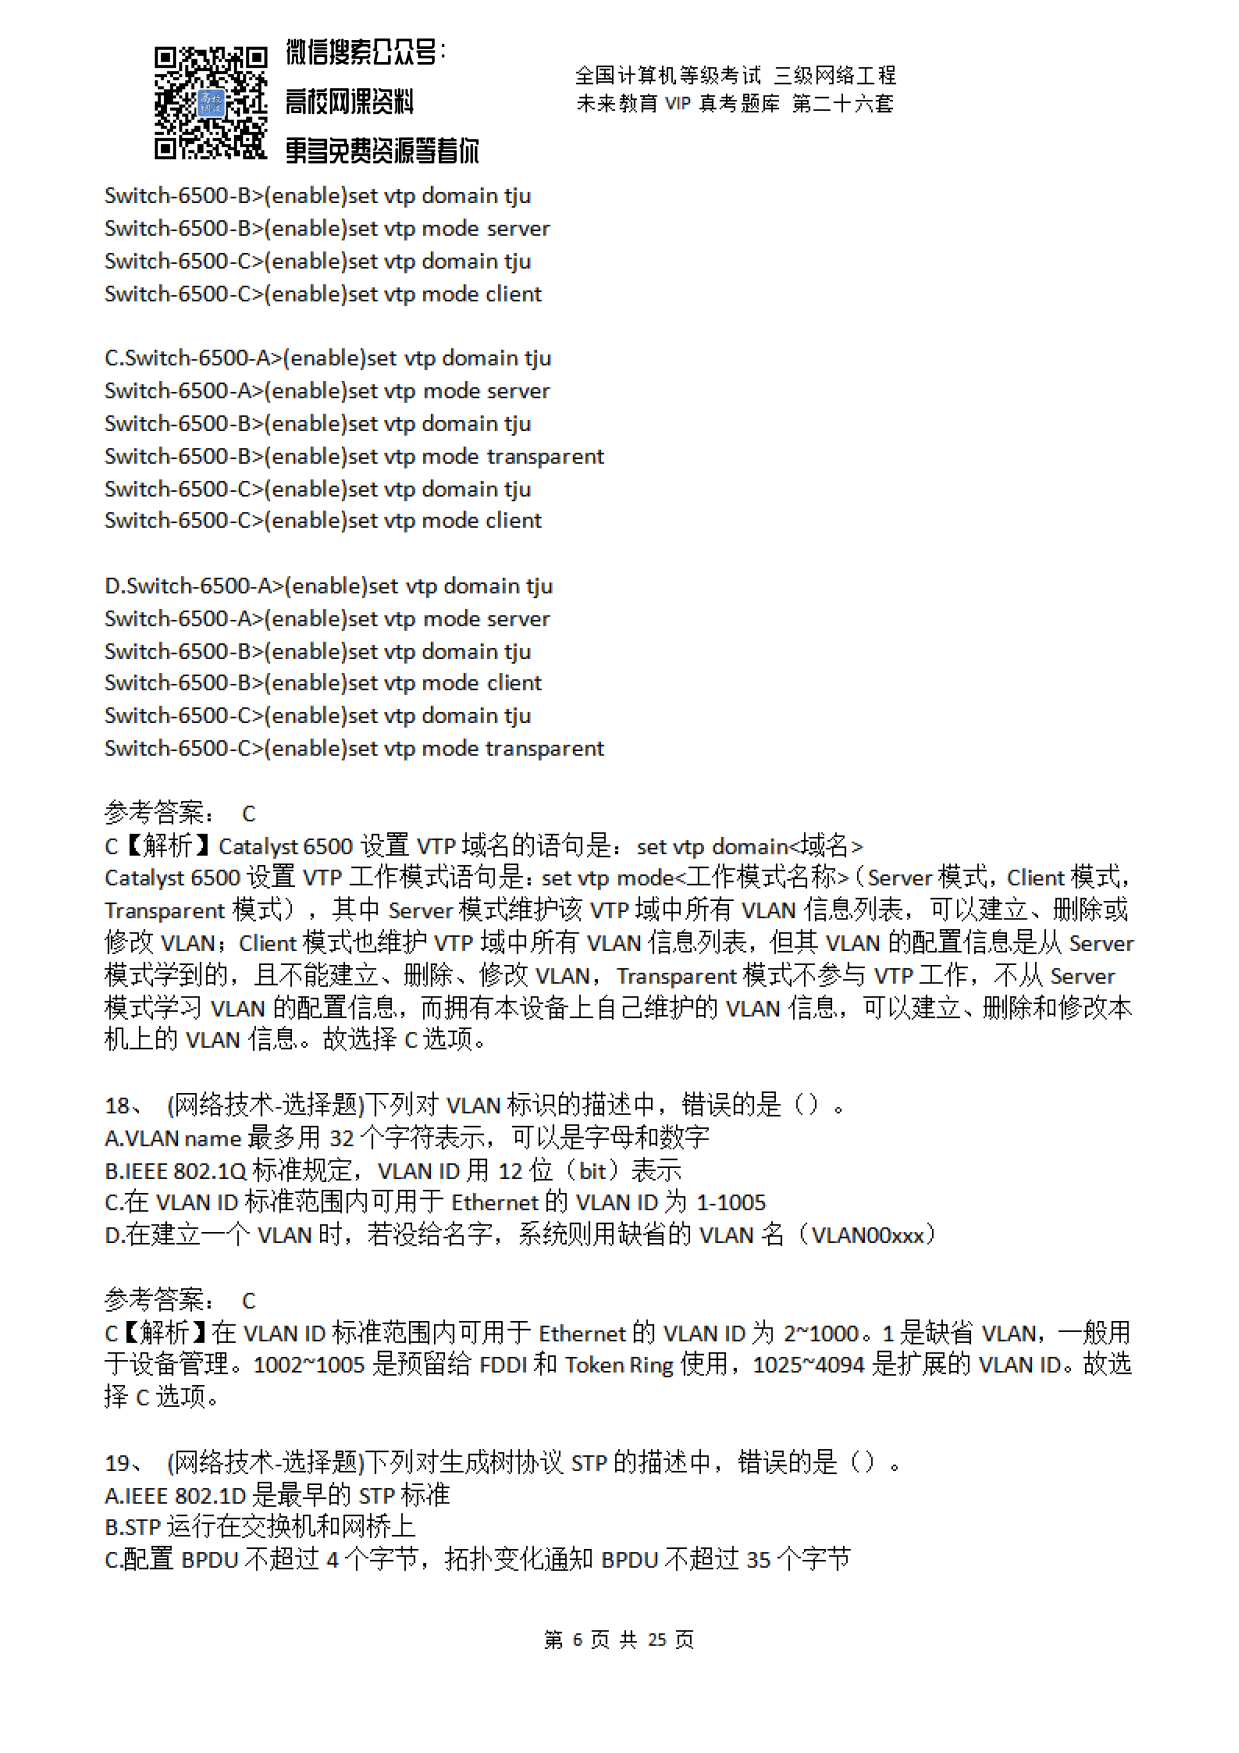 微信搜索公众号：
高校网课资料
更多免费资源等着你
全国计算机等级考试 三级网络工程
未来教育 VIP 真考题库 第二十六套
Switch-6500-B>(enable)set vtp domain tju
Switch-6500-B>(enable)set vtp mode server
Switch-6500-C>(enable)set vtp domain tju
Switch-6500-C>(enable)set vtp mode client
C.Switch-6500-A>(enable)set vtp domain tju
Switch-6500-A>(enable)set vtp mode server
Switch-6500-B>(enable)set vtp domain tju
Switch-6500-B>(enable)set vtp mode transparent
Switch-6500-C>(enable)set vtp domain tju
Switch-6500-C>(enable)set vtp mode client
D.Switch-6500-A>(enable)set vtp domain tju
Switch-6500-A>(enable)set vtp mode server
Switch-6500-B>(enable)set vtp domain tju
Switch-6500-B>(enable)set vtp mode client
Switch-6500-C>(enable)set vtp domain tju
Switch-6500-C>(enable)set vtp mode transparent
参考答案： C
C【解析】Catalyst 6500 设置 VTP 域名的语句是：set vtp domain<域名>
Catalyst 6500 设置 VTP 工作模式语句是：set vtp mode<工作模式名称>（Server 模式，Client 模式，
Transparent 模式），其中 Server 模式维护该 VTP 域中所有 VLAN 信息列表，可以建立、删除或
修改 VLAN；Client 模式也维护 VTP 域中所有 VLAN 信息列表，但其 VLAN 的配置信息是从 Server
模式学到的，且不能建立、删除、修改 VLAN，Transparent 模式不参与 VTP 工作，不从 Server
模式学习 VLAN 的配置信息，而拥有本设备上自己维护的 VLAN 信息，可以建立、删除和修改本
机上的 VLAN 信息。故选择 C 选项。
18、 (网络技术-选择题)下列对 VLAN 标识的描述中，错误的是（）。
A.VLAN name 最多用 32 个字符表示，可以是字母和数字
B.IEEE 802.1Q 标准规定，VLAN ID 用 12 位（bit）表示
C.在 VLAN ID 标准范围内可用于 Ethernet 的 VLAN ID 为 1-1005
D.在建立一个 VLAN 时，若没给名字，系统则用缺省的 VLAN 名（VLAN00xxx）
参考答案： C
C【解析】在 VLAN ID 标准范围内可用于 Ethernet 的 VLAN ID 为 2~1000。1 是缺省 VLAN，一般用
于设备管理。1002~1005 是预留给 FDDI 和 Token Ring 使用，1025~4094 是扩展的 VLAN ID。故选
择 C 选项。
19、 (网络技术-选择题)下列对生成树协议 STP 的描述中，错误的是（）。
A.IEEE 802.1D 是最早的 STP 标准
B.STP 运行在交换机和网桥上
C.配置 BPDU 不超过 4 个字节，拓扑变化通知 BPDU 不超过 35 个字节
第 6 页 共 25 页